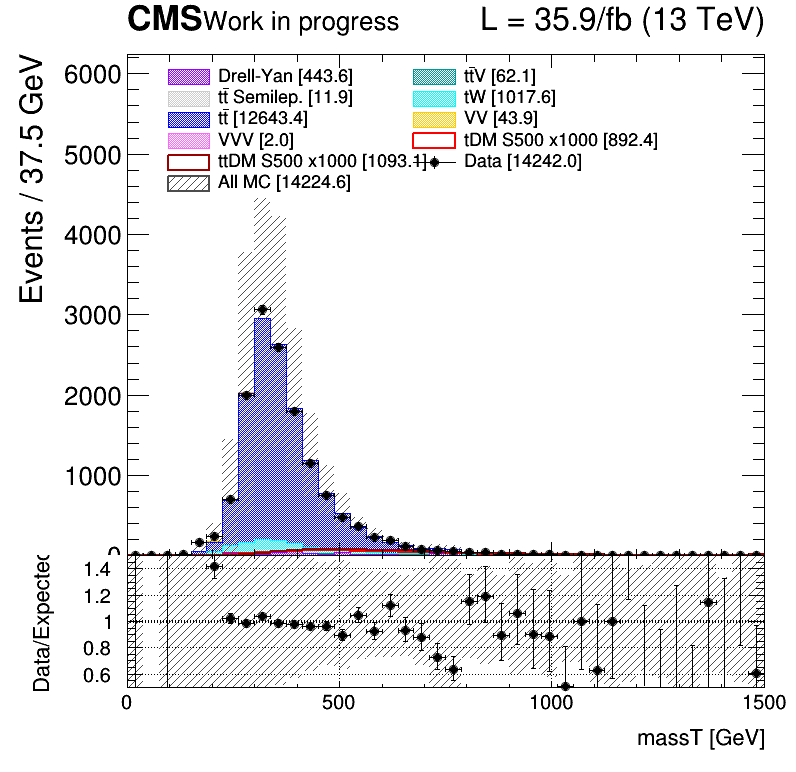 CMS Work in progress L = 35.9/fb (13 TeV)
Events / 37.5 GeV
6000
5000
4000
3000
2000
1000
0
Drell-Yan [443.6] tt̄V [62.1]
tt̄ Semilep. [11.9] tW [1017.6]
tt̄ [12643.4] VV [43.9]
VVV [2.0] tDM S500 x1000 [892.4]
ttDM S500 x1000 [1093.1] Data [14242.0]
All MC [14224.6]
Data/Expected
1.4
1.2
1
0.8
0.6
0 500 1000 1500
massT [GeV]